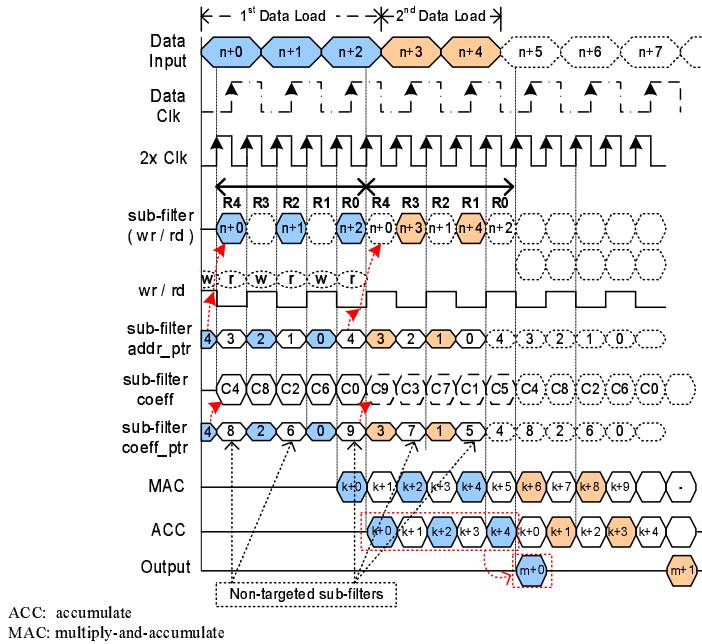 1st Data Load 2nd Data Load
Data Input n+0 n+1 n+2 n+3 n+4 n+5 n+6 n+7
Data Clk
2x Clk
R4 R3 R2 R1 R0 R4 R3 R2 R1 R0
sub-filter (wr / rd) n+0 n+1 n+2 n+0 n+3 n+1 n+4 n+2
w r w r w r
wr / rd
sub-filter addr_ptr 4 3 2 1 0 4 3 2 1 0 4 3 2 1 0
sub-filter coeff C4 C8 C2 C6 C0 C9 C3 C7 C1 C5 C4 C8 C2 C6 C0
sub-filter coeff_ptr 4 8 2 6 0 9 3 7 1 5 4 8 2 6 0
MAC k+0 k+1 k+2 k+3 k+4 k+5 k+6 k+7 k+8 k+9 -
ACC k+0 k+1 k+2 k+3 k+4 k+0 k+1 k+2 k+3 k+4
Output m+0 m+1
Non-targeted sub-filters
ACC: accumulate
MAC: multiply-and-accumulate